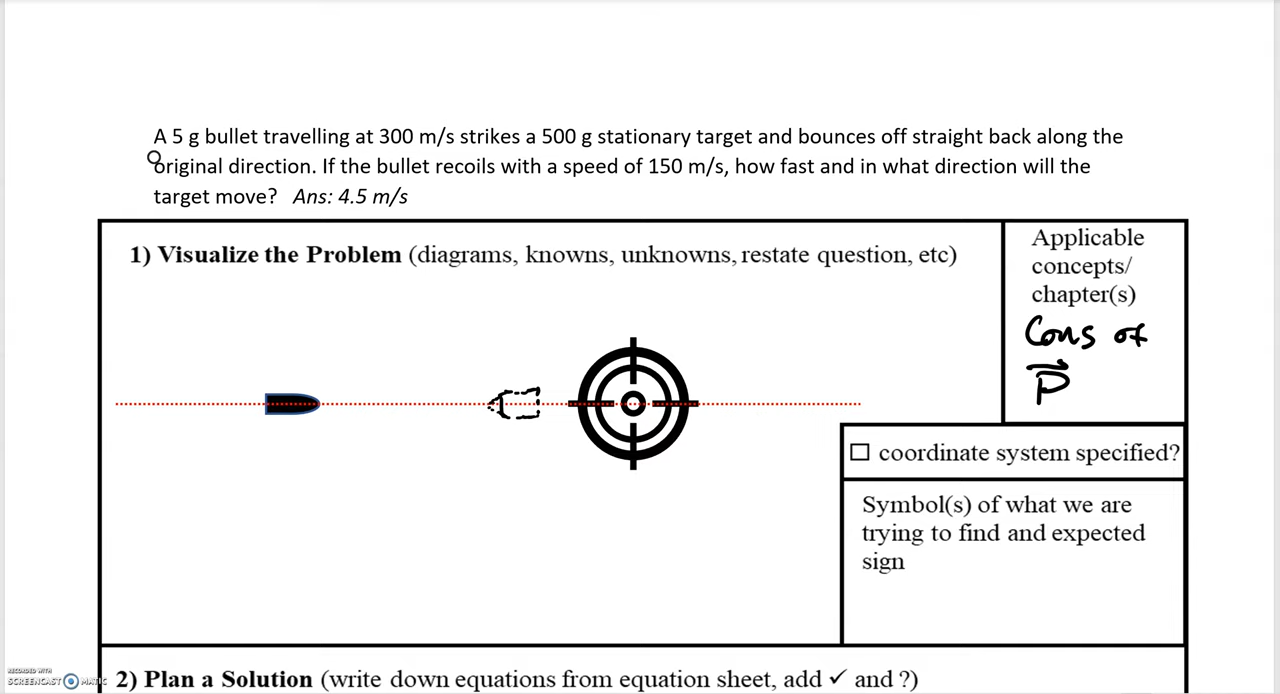 A 5 g bullet travelling at 300 m/s strikes a 500 g stationary target and bounces off straight back along the
original direction. If the bullet recoils with a speed of 150 m/s, how fast and in what direction will the
target move? Ans: 4.5 m/s
1) Visualize the Problem (diagrams, knowns, unknowns, restate question, etc)
Applicable
concepts/
chapter(s)
Cons of
P
☐ coordinate system specified?
Symbol(s) of what we are
trying to find and expected
sign
RECORDED WITH
SCREENCAST MATIC
2) Plan a Solution (write down equations from equation sheet, add ✓ and ?)